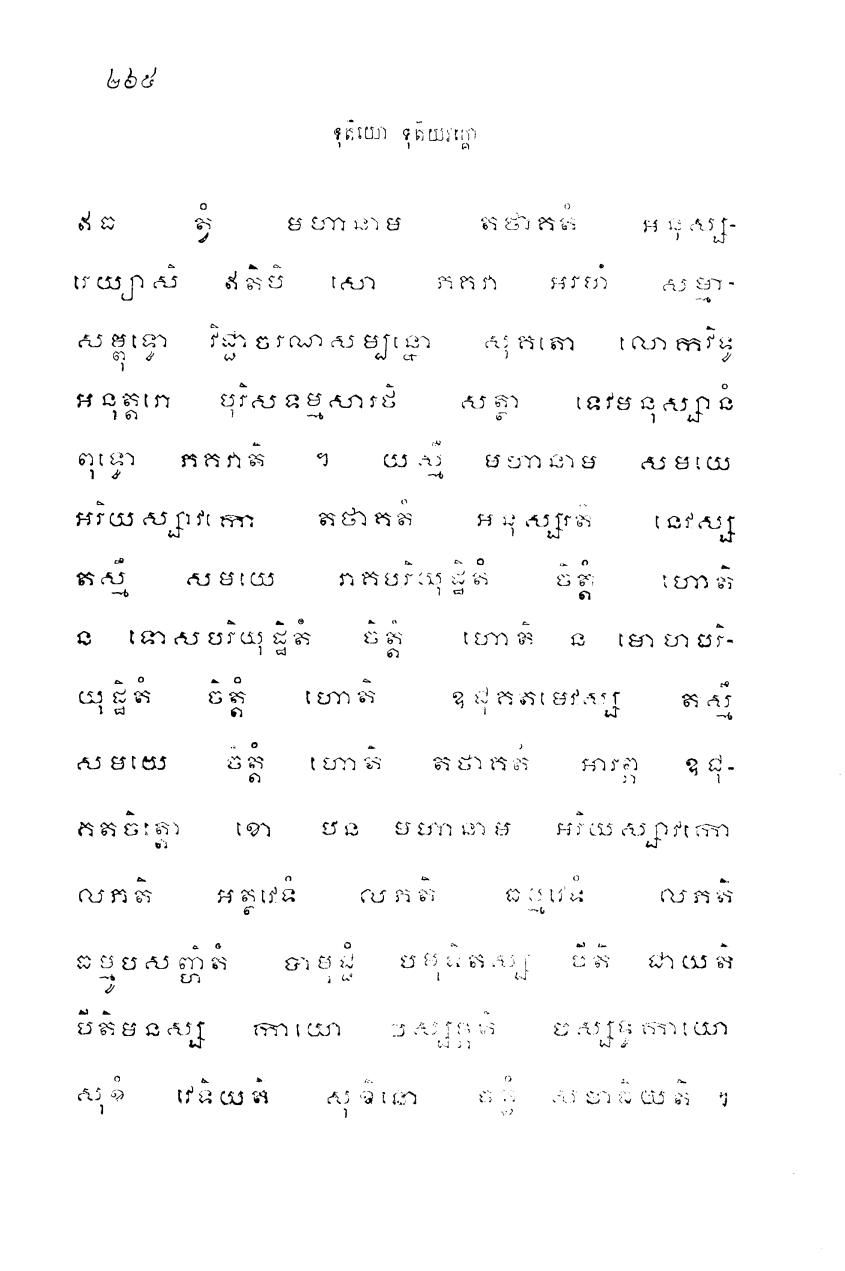 ២៦៥
ទុតិយោ ទុតិយវគ្គោ
ឥធ ត្វំ មហានាម តថាគតំ អនុស្ស-
រេយ្យាសិ ឥតិបិ សោ ភគវា អរហំ សម្មា-
សម្ពុទ្ធោ វិជ្ជាចរណសម្បន្នោ សុគតោ លោកវិទូ
អនុត្តរោ បុរិសទម្មសារថិ សត្ថា ទេវមនុស្សានំ
ពុទ្ធោ ភគវាតិ ។ យស្មឹ មហានាម សមយេ
អរិយស្សាវកោ តថាគតំ អនុស្សរតិ នេវស្ស
តស្មឹ សមយេ រាគបរិយុដ្ឋិតំ ចិត្តំ ហោតិ
ន ទោសបរិយុដ្ឋិតំ ចិត្តំ ហោតិ ន មោហបរិ-
យុដ្ឋិតំ ចិត្តំ ហោតិ ឧជុគតមេវស្ស តស្មឹ
សមយេ ចិត្តំ ហោតិ តថាគតំ អារព្ភ ឧជុ-
គតចិត្តោ ខោ បន មហានាម អរិយស្សាវកោ
លភតិ អត្ថវេទំ លភតិ ធម្មវេទំ លភតិ
ធម្មូបសញ្ហិតំ បាមុជ្ជំ បមុទិតស្ស បីតិ ជាយតិ
បីតិមនស្ស កាយោ បស្សម្ភតិ បស្សទ្ធកាយោ
សុខំ វេទិយតិ សុខិនោ ចិត្តំ សមាធិយតិ ។